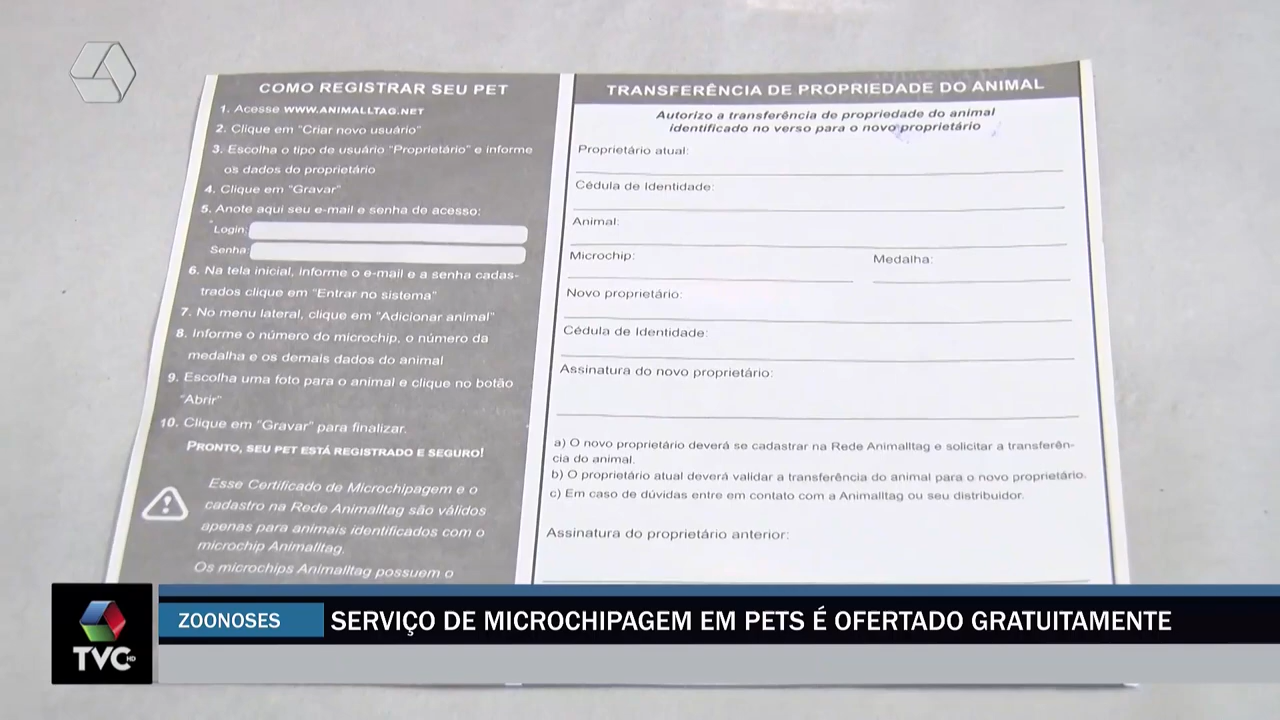 COMO REGISTRAR SEU PET
1. Acesse WWW.ANIMALLTAG.NET
2. Clique em "Criar novo usuário"
3. Escolha o tipo de usuário "Proprietário" e informe
os dados do proprietário
4. Clique em "Gravar"
5. Anote aqui seu e-mail e senha de acesso:
Login:
Senha:
6. Na tela inicial, informe o e-mail e a senha cadas-
trados clique em "Entrar no sistema"
7. No menu lateral, clique em "Adicionar animal"
8. Informe o número do microchip, o número da
medalha e os demais dados do animal
9. Escolha uma foto para o animal e clique no botão
"Abrir"
10. Clique em "Gravar" para finalizar.
PRONTO, SEU PET ESTÁ REGISTRADO E SEGURO!
Esse Certificado de Microchipagem e o
cadastro na Rede Animalltag são válidos
apenas para animais identificados com o
microchip Animalltag.
Os microchips Animalltag possuem o
TRANSFERÊNCIA DE PROPRIEDADE DO ANIMAL
Autorizo a transferência de propriedade do animal
identificado no verso para o novo proprietário
Proprietário atual:
Cédula de Identidade:
Animal:
Microchip: Medalha:
Novo proprietário:
Cédula de Identidade:
Assinatura do novo proprietário:
a) O novo proprietário deverá se cadastrar na Rede Animalltag e solicitar a transferên-
cia do animal.
b) O proprietário atual deverá validar a transferência do animal para o novo proprietário.
c) Em caso de dúvidas entre em contato com a Animalltag ou seu distribuidor.
Assinatura do proprietário anterior:
ZOONOSES
SERVIÇO DE MICROCHIPAGEM EM PETS É OFERTADO GRATUITAMENTE
TVC HD